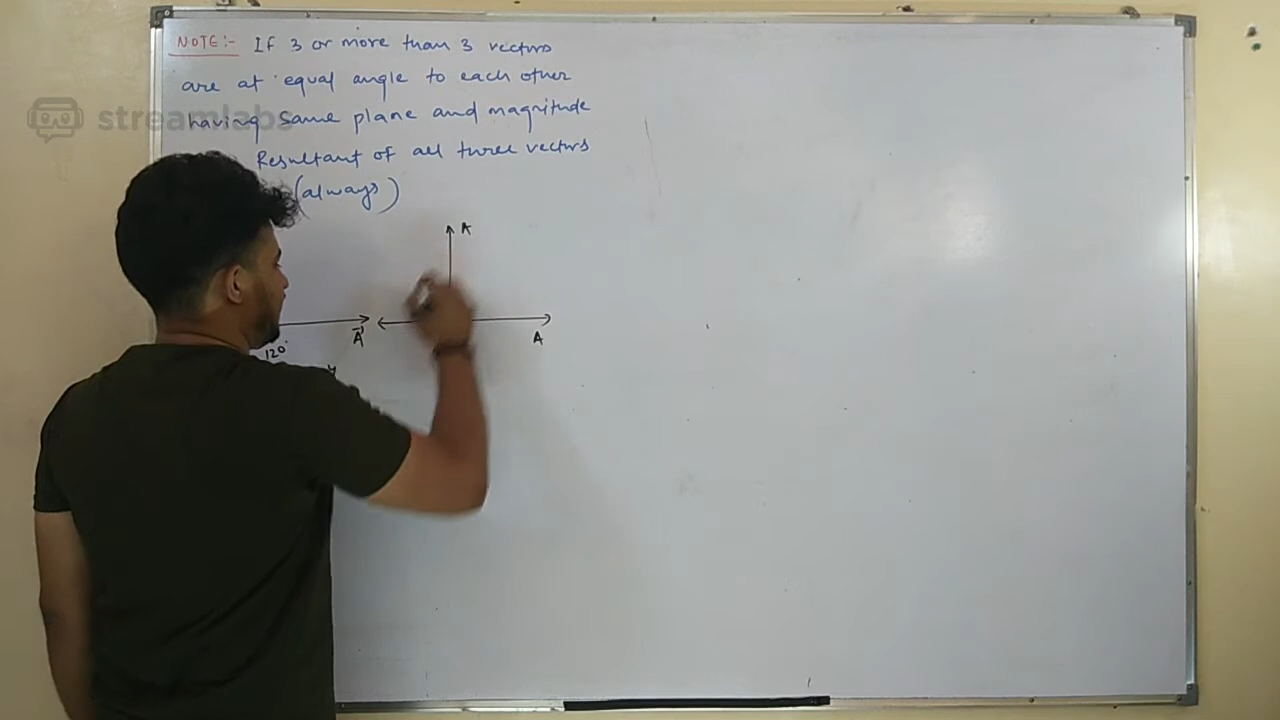 NOTE:- If 3 or more than 3 vectors
are at equal angle to each other
having same plane and magnitude
Resultant of all three vectors
(always)
streamlabs
A
A
A
120°